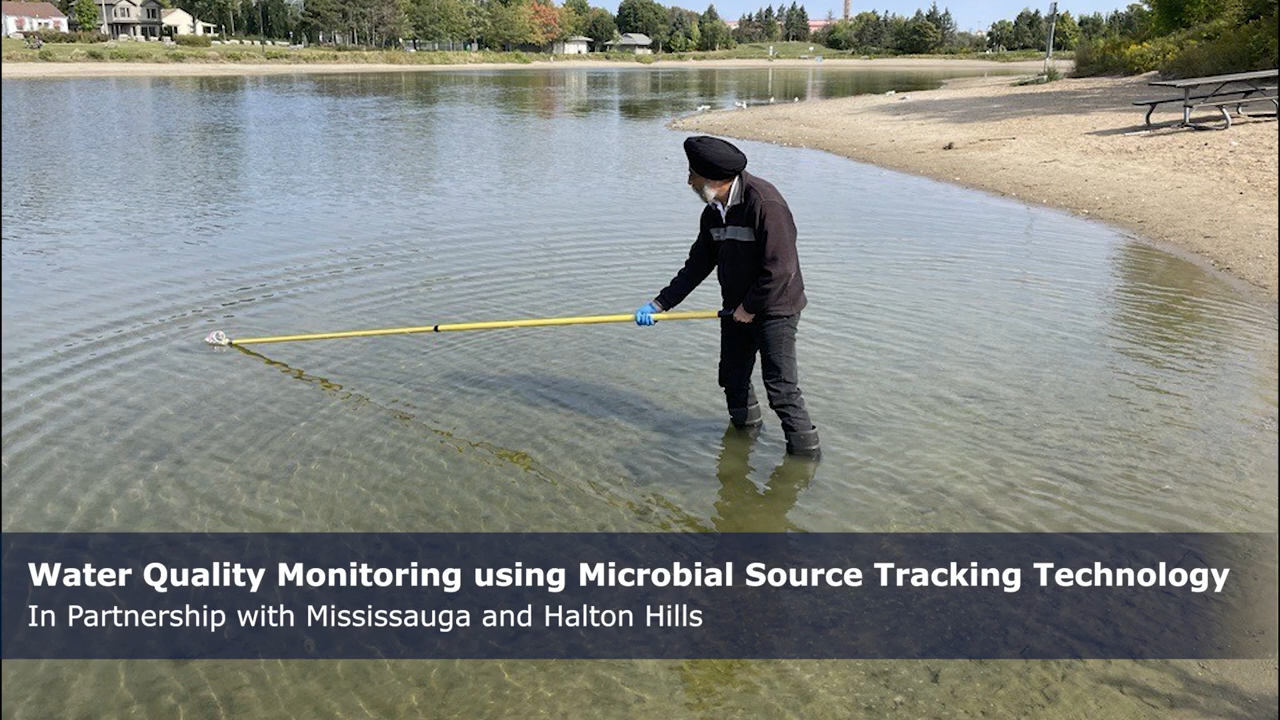 Water Quality Monitoring using Microbial Source Tracking Technology
In Partnership with Mississauga and Halton Hills